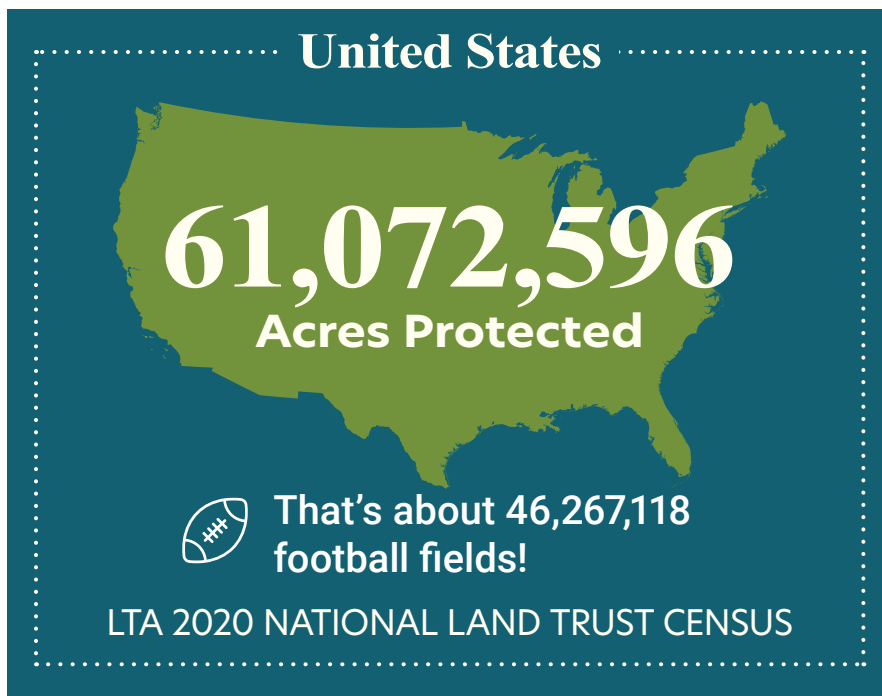 United States
61,072,596
Acres Protected
That's about 46,267,118
football fields!
LTA 2020 NATIONAL LAND TRUST CENSUS